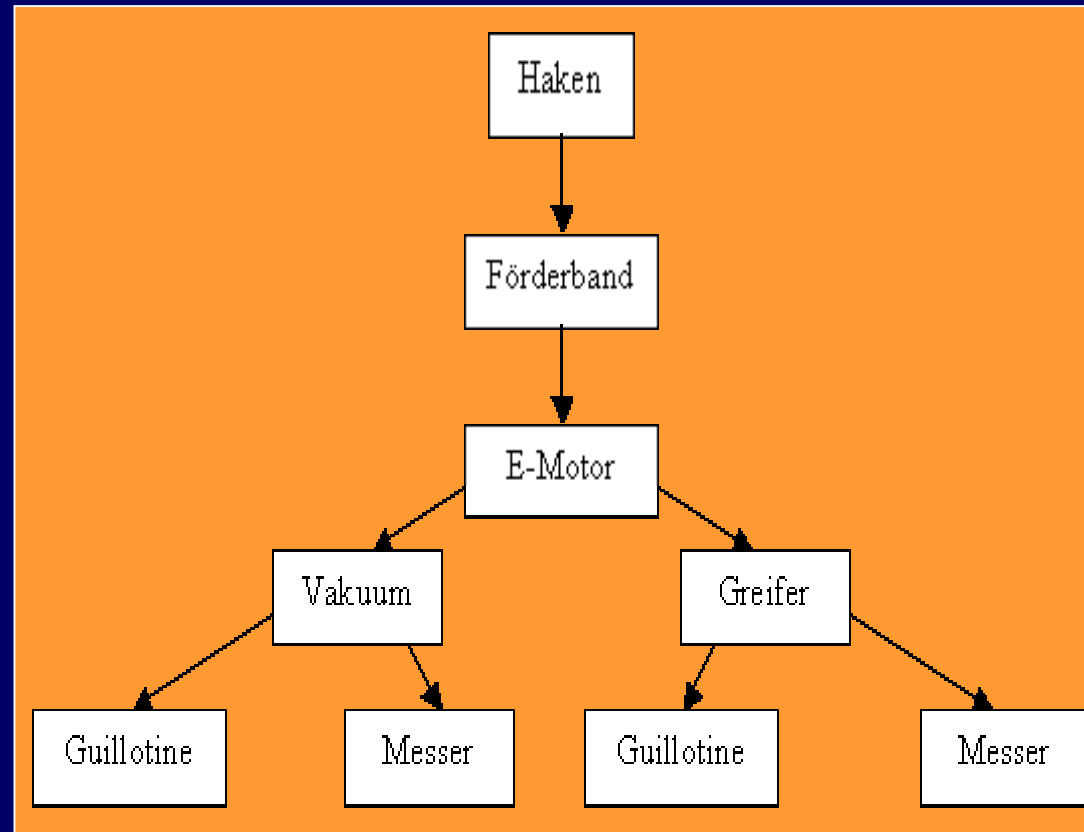 Haken
Förderband
E-Motor
Vakuum
Greifer
Guillotine
Messer
Guillotine
Messer